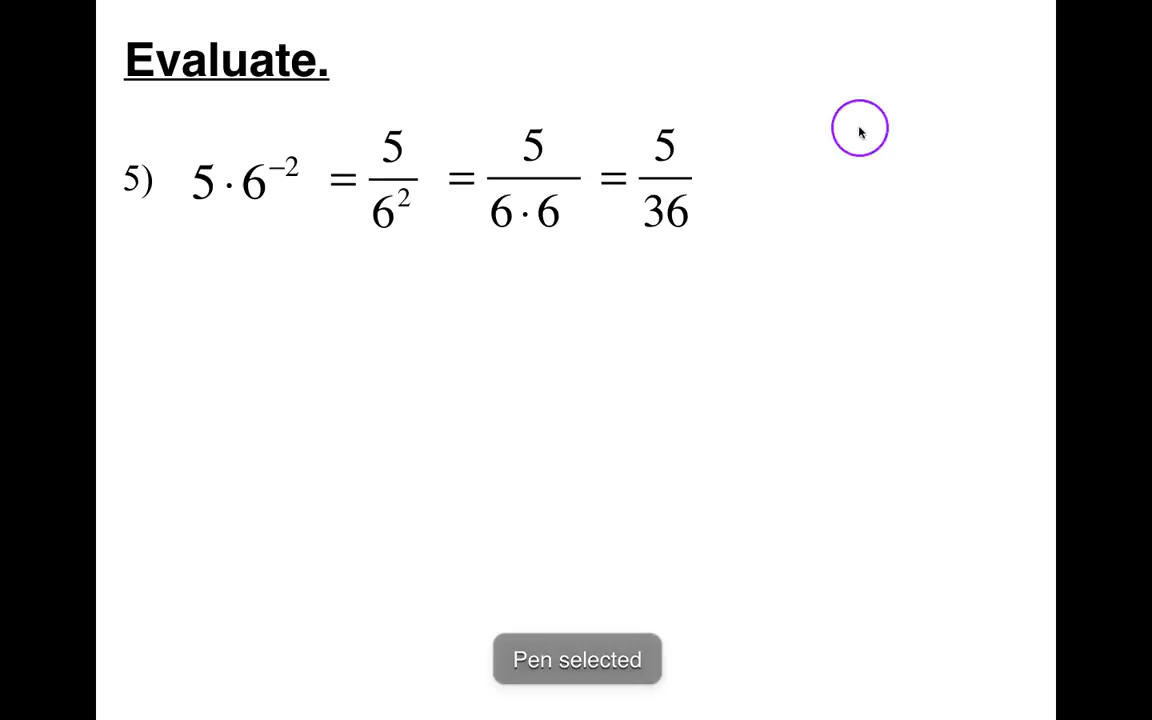 Evaluate.
5) 5 · 6⁻² = 5/6² = 5/(6 · 6) = 5/36
Pen selected